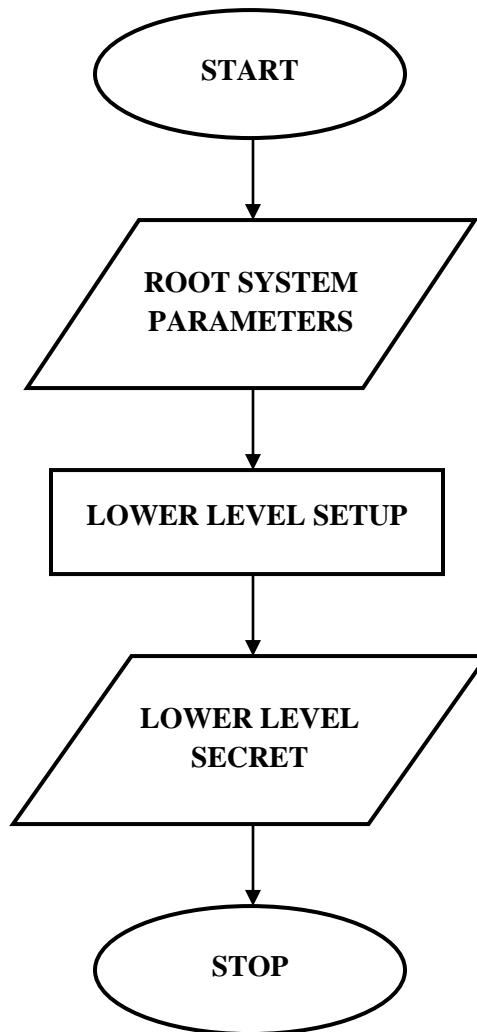 START
ROOT SYSTEM
PARAMETERS
LOWER LEVEL SETUP
LOWER LEVEL
SECRET
STOP